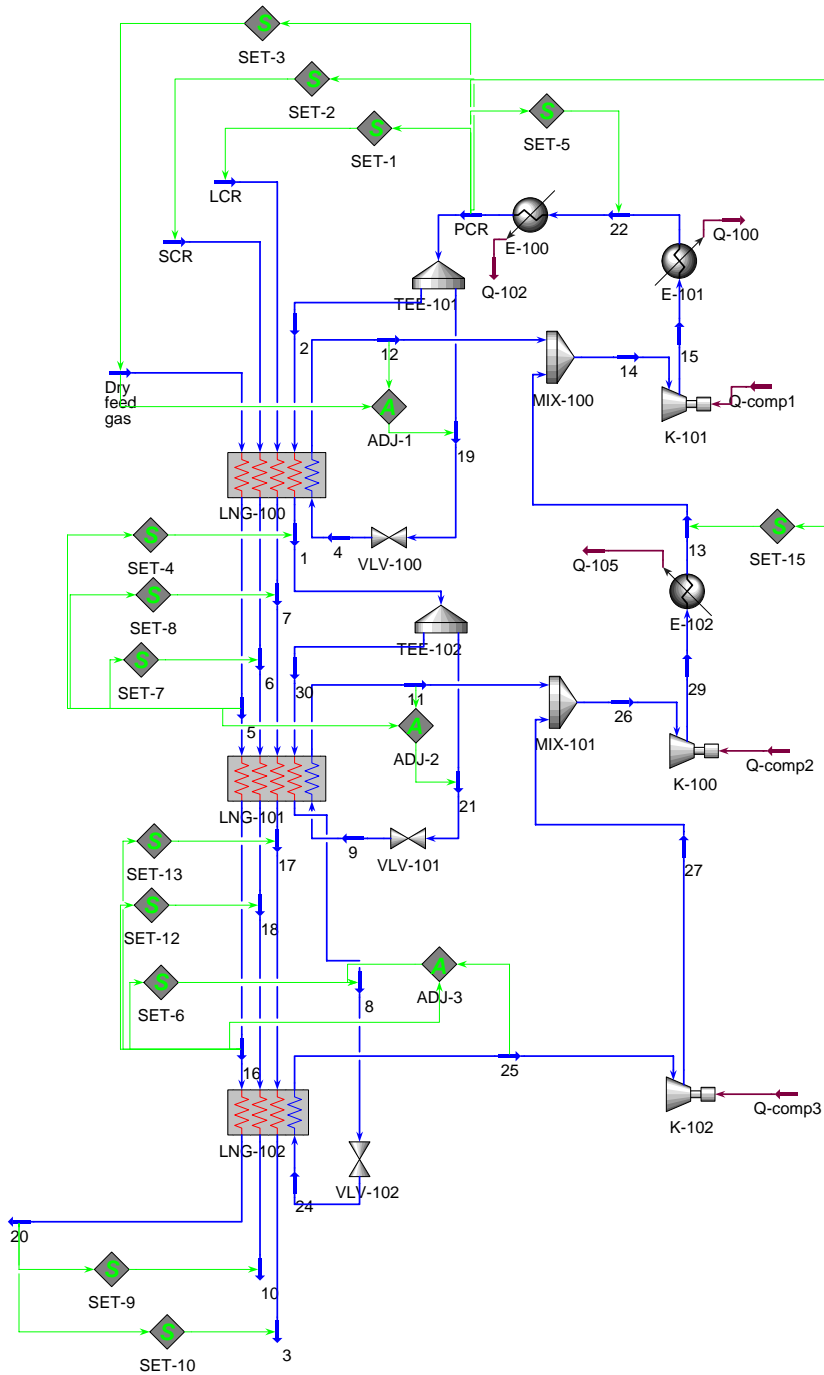 SET-3
SET-2
SET-1
SET-5
LCR
SCR
PCR
E-100
22
Q-100
E-101
Q-102
TEE-101
2
12
15
14
MIX-100
Q-comp1
K-101
Dry
feed
gas
ADJ-1
19
LNG-100
SET-4
1
4
VLV-100
13
SET-15
Q-105
E-102
SET-8
7
TEE-102
SET-7
6
30
29
5
11
26
MIX-101
ADJ-2
K-100
Q-comp2
21
LNG-101
9
VLV-101
SET-13
17
27
SET-12
18
SET-6
8
ADJ-3
16
25
K-102
Q-comp3
LNG-102
24
VLV-102
20
SET-9
10
SET-10
3
S
S
S
S
A
S
S
S
S
A
S
S
S
A
S
S